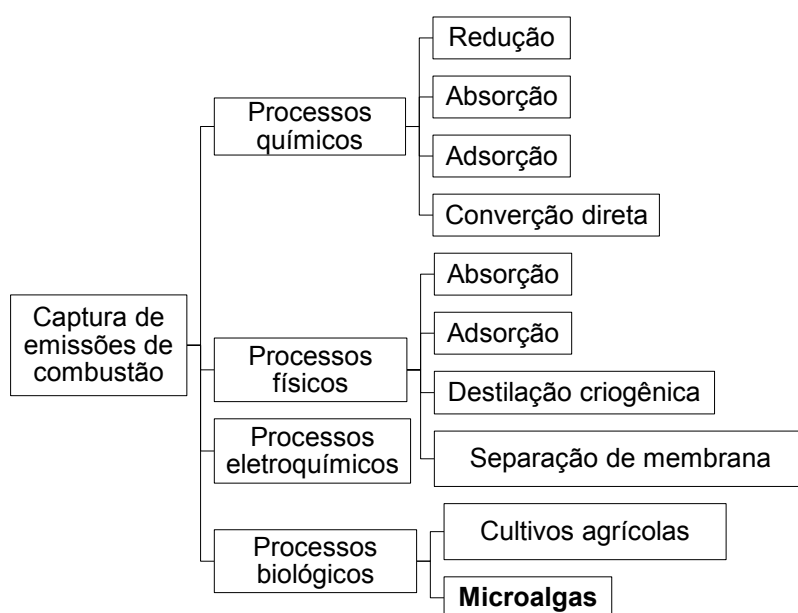 Captura de
emissões de
combustão
Processos
químicos
Redução
Absorção
Adsorção
Converção direta
Processos
físicos
Absorção
Adsorção
Destilação criogênica
Separação de membrana
Processos
eletroquímicos
Processos
biológicos
Cultivos agrícolas
Microalgas